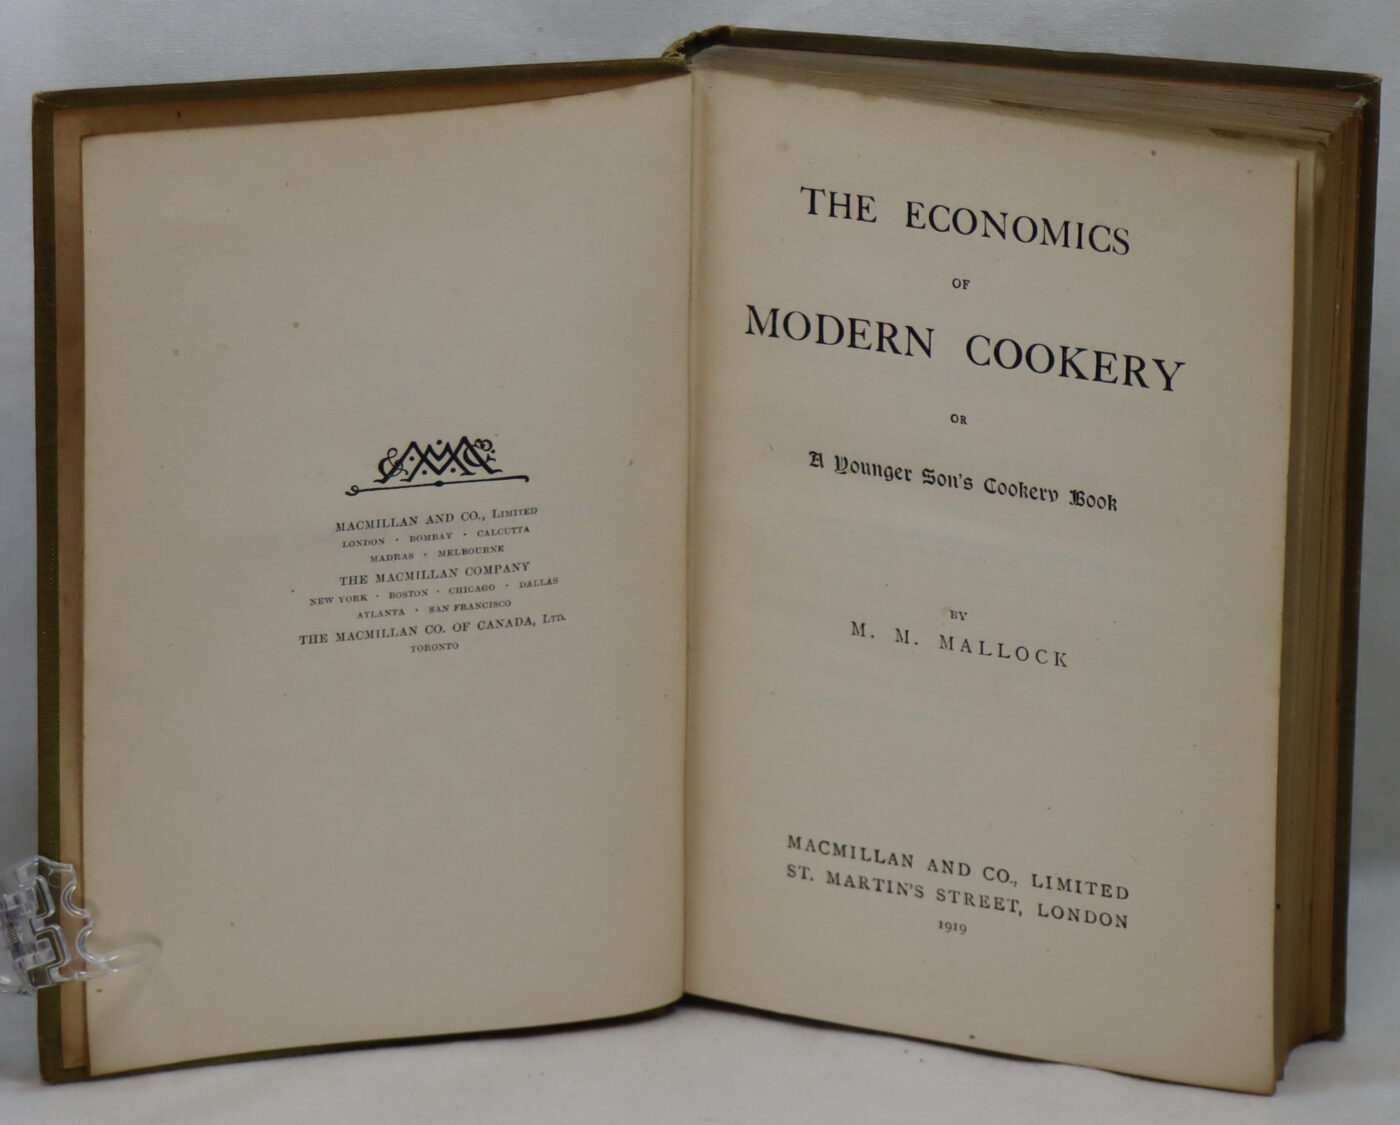 MACMILLAN AND CO., LIMITED
LONDON · BOMBAY · CALCUTTA
MADRAS · MELBOURNE
THE MACMILLAN COMPANY
NEW YORK · BOSTON · CHICAGO · DALLAS
ATLANTA · SAN FRANCISCO
THE MACMILLAN CO. OF CANADA, LTD.
TORONTO
THE ECONOMICS
OF
MODERN COOKERY
OR
A Younger Son's Cookery Book
BY
M. M. MALLOCK
MACMILLAN AND CO., LIMITED
ST. MARTIN'S STREET, LONDON
1919